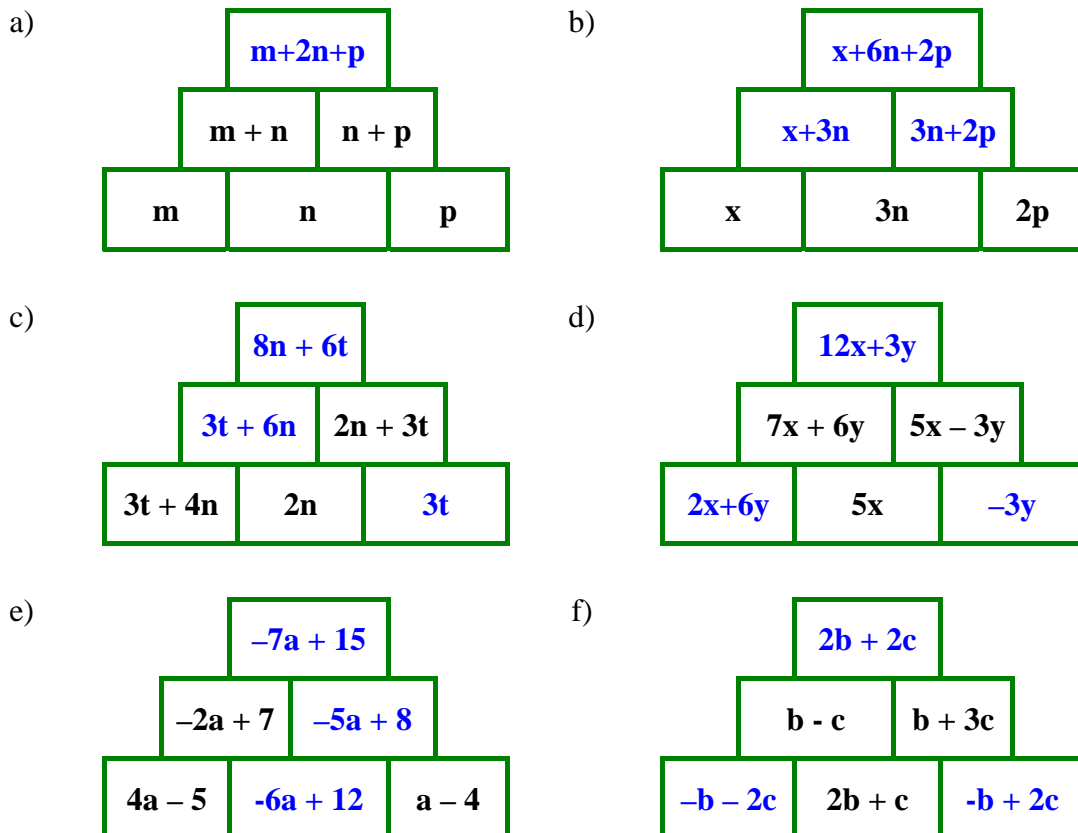 a) b)
m+2n+p x+6n+2p
m + n n + p x+3n 3n+2p
m n p x 3n 2p
c) d)
8n + 6t 12x+3y
3t + 6n 2n + 3t 7x + 6y 5x – 3y
3t + 4n 2n 3t 2x+6y 5x –3y
e) f)
–7a + 15 2b + 2c
–2a + 7 –5a + 8 b - c b + 3c
4a – 5 -6a + 12 a – 4 –b – 2c 2b + c -b + 2c